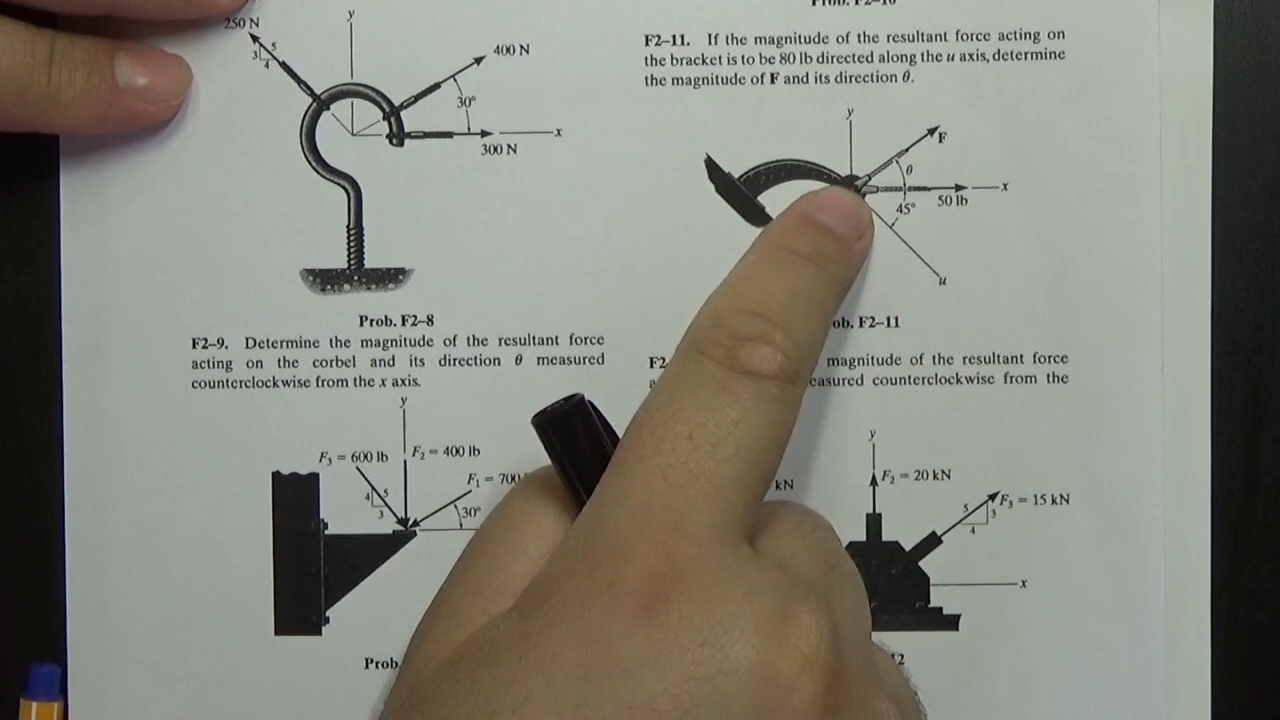 Prob. F2–10
250 N
y
5
3
4
400 N
30°
x
300 N
Prob. F2–8
F2–9. Determine the magnitude of the resultant force
acting on the corbel and its direction θ measured
counterclockwise from the x axis.
y
F₃ = 600 lb
F₂ = 400 lb
F₁ = 700
4
5
3
30°
Prob.
F2–11. If the magnitude of the resultant force acting on
the bracket is to be 80 lb directed along the u axis, determine
the magnitude of F and its direction θ.
y
F
θ
x
45°
50 lb
u
ob. F2–11
F2
magnitude of the resultant force
easured counterclockwise from the
y
kN
F₂ = 20 kN
F₃ = 15 kN
5
3
4
x
2